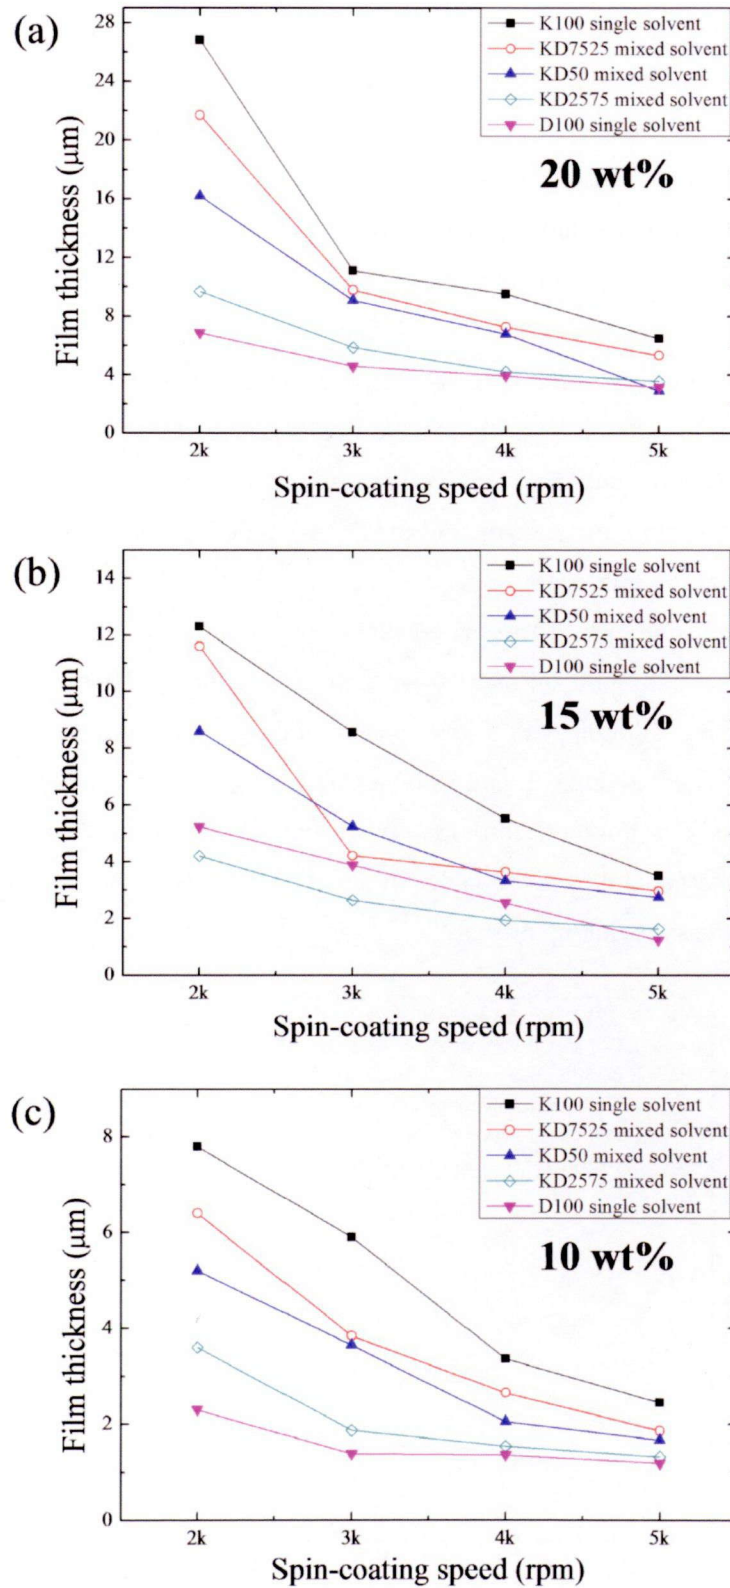 (a)
28
24
20
16
12
8
4
0
Film thickness (μm)
K100 single solvent
KD7525 mixed solvent
KD50 mixed solvent
KD2575 mixed solvent
D100 single solvent
20 wt%
2k 3k 4k 5k
Spin-coating speed (rpm)
(b)
14
12
10
8
6
4
2
0
Film thickness (μm)
K100 single solvent
KD7525 mixed solvent
KD50 mixed solvent
KD2575 mixed solvent
D100 single solvent
15 wt%
2k 3k 4k 5k
Spin-coating speed (rpm)
(c)
8
6
4
2
0
Film thickness (μm)
K100 single solvent
KD7525 mixed solvent
KD50 mixed solvent
KD2575 mixed solvent
D100 single solvent
10 wt%
2k 3k 4k 5k
Spin-coating speed (rpm)